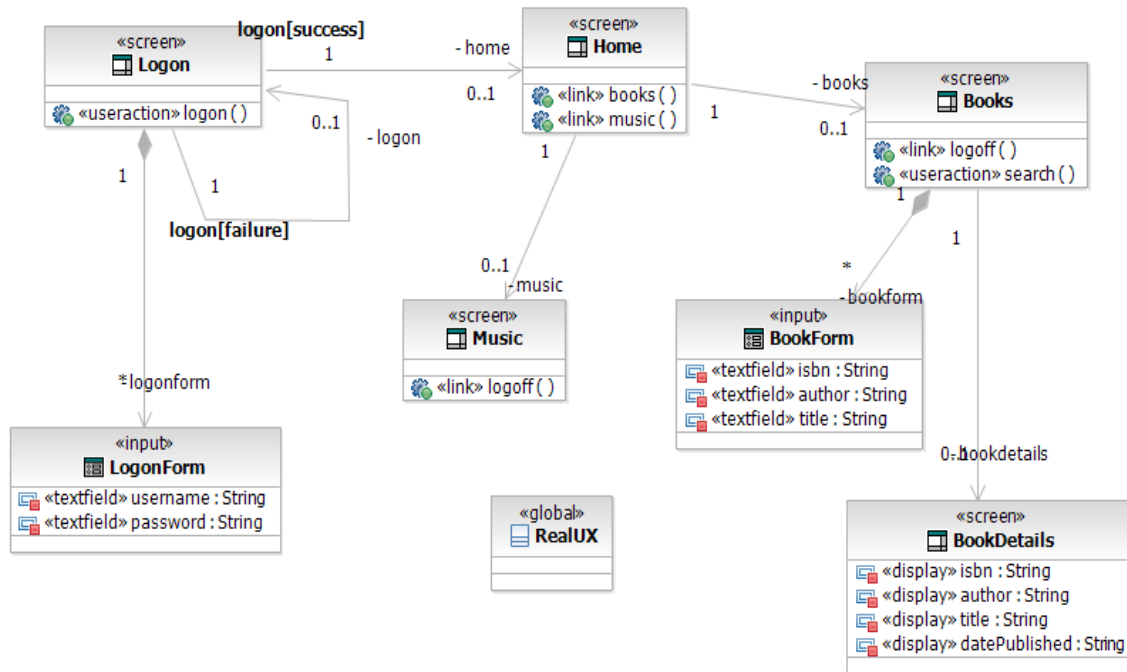 «screen»
Logon
«useraction» logon ( )
logon[success]
1
- home
0..1
«screen»
Home
«link» books ( )
«link» music ( )
1
- books
0..1
«screen»
Books
«link» logoff ( )
«useraction» search ( )
0..1
- logon
1
logon[failure]
1
*
- logonform
«input»
LogonForm
«textfield» username : String
«textfield» password : String
1
0..1
- music
«screen»
Music
«link» logoff ( )
1
*
- bookform
«input»
BookForm
«textfield» isbn : String
«textfield» author : String
«textfield» title : String
1
0..1
- bookdetails
«screen»
BookDetails
«display» isbn : String
«display» author : String
«display» title : String
«display» datePublished : String
«global»
RealUX